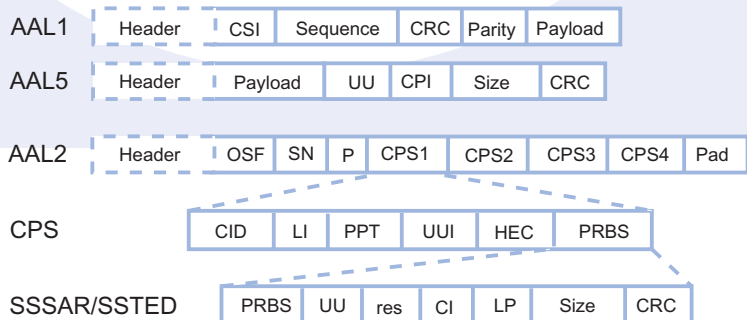 AAL1 Header CSI Sequence CRC Parity Payload
AAL5 Header Payload UU CPI Size CRC
AAL2 Header OSF SN P CPS1 CPS2 CPS3 CPS4 Pad
CPS CID LI PPT UUI HEC PRBS
SSSAR/SSTED PRBS UU res CI LP Size CRC